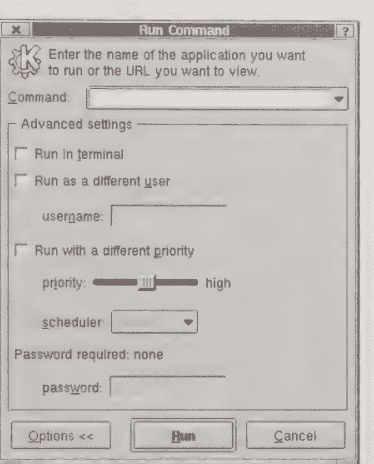 Run Command
Enter the name of the application you want
to run or the URL you want to view.
Command:
Advanced settings
Run in terminal
Run as a different user
username:
Run with a different priority
priority: high
scheduler
Password required: none
password:
Options <<
Run
Cancel